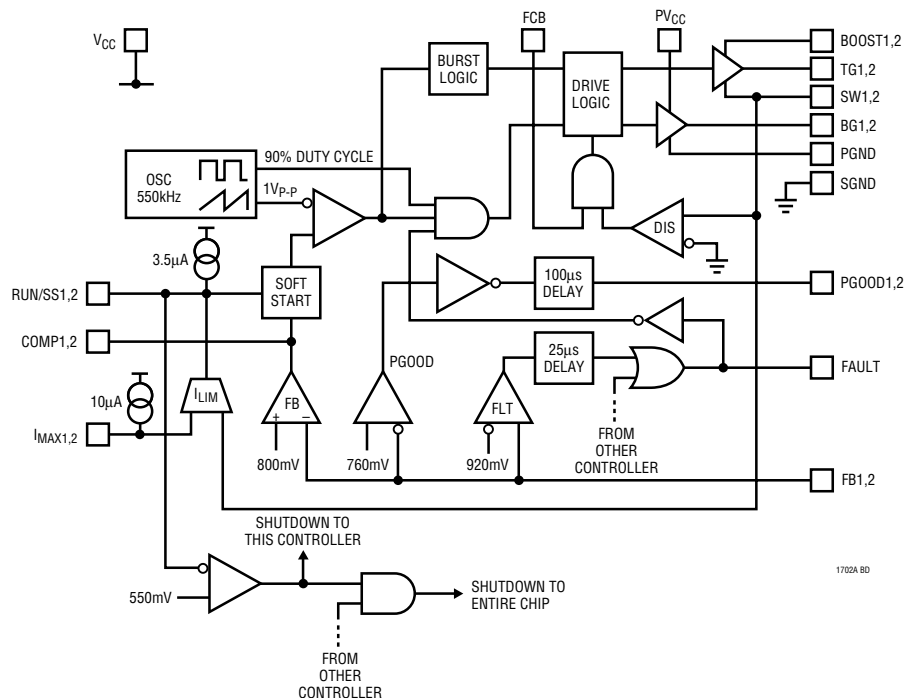 VCC
FCB
PVCC
BOOST1,2
TG1,2
SW1,2
BG1,2
PGND
SGND
BURST
LOGIC
DRIVE
LOGIC
90% DUTY CYCLE
OSC
550kHz
1VP-P
DIS
3.5µA
RUN/SS1,2
SOFT
START
100µs
DELAY
PGOOD1,2
COMP1,2
PGOOD
25µs
DELAY
FAULT
10µA
ILIM
FB
+ –
FLT
IMAX1,2
800mV
760mV
920mV
FROM
OTHER
CONTROLLER
FB1,2
SHUTDOWN TO
THIS CONTROLLER
1702A BD
550mV
SHUTDOWN TO
ENTIRE CHIP
FROM
OTHER
CONTROLLER